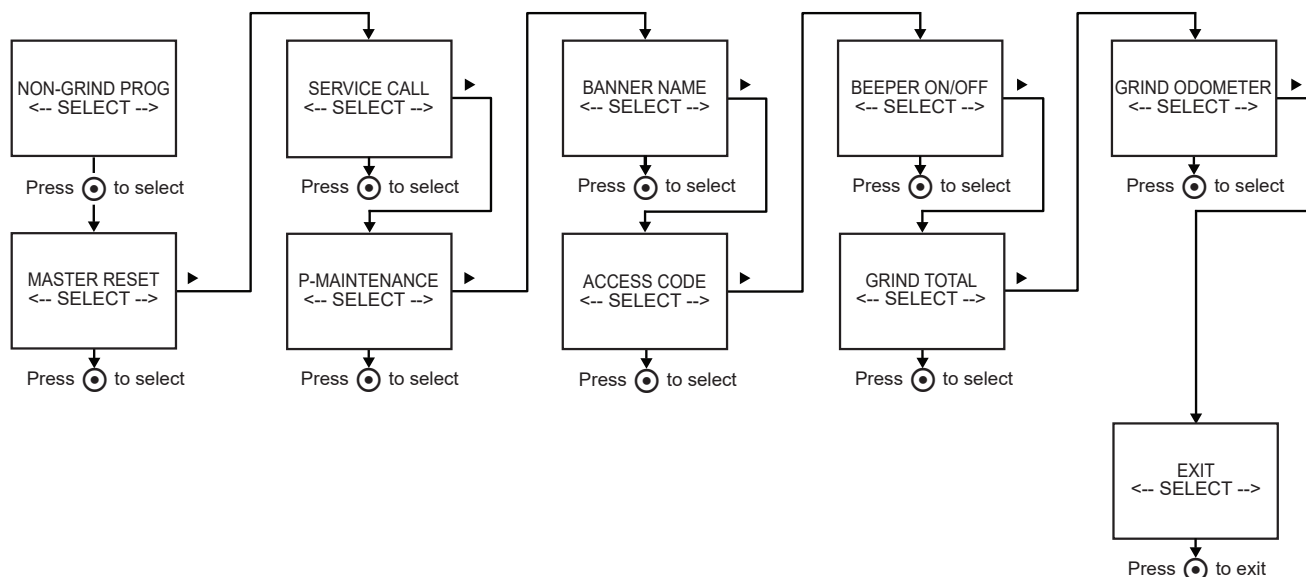 NON-GRIND PROG
<-- SELECT -->
Press to select
MASTER RESET
<-- SELECT -->
Press to select
SERVICE CALL
<-- SELECT -->
Press to select
P-MAINTENANCE
<-- SELECT -->
Press to select
BANNER NAME
<-- SELECT -->
Press to select
ACCESS CODE
<-- SELECT -->
Press to select
BEEPER ON/OFF
<-- SELECT -->
Press to select
GRIND TOTAL
<-- SELECT -->
Press to select
GRIND ODOMETER
<-- SELECT -->
Press to select
EXIT
<-- SELECT -->
Press to exit